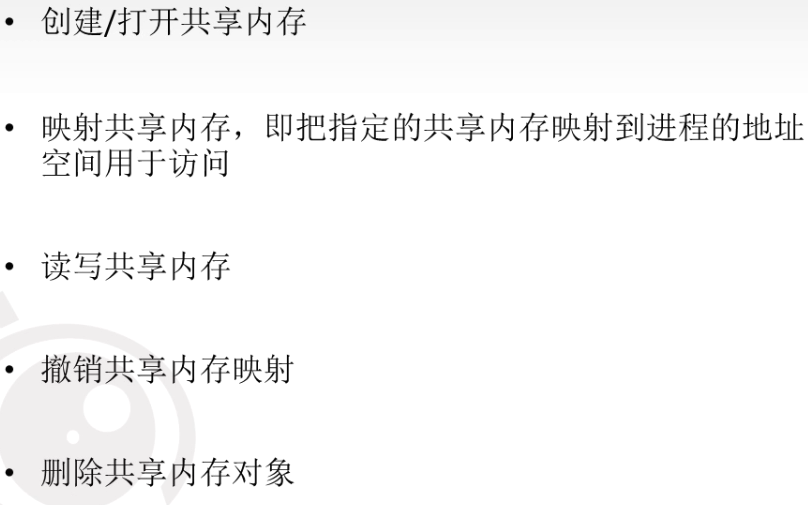 • 创建/打开共享内存
• 映射共享内存，即把指定的共享内存映射到进程的地址
空间用于访问
• 读写共享内存
• 撤销共享内存映射
• 删除共享内存对象